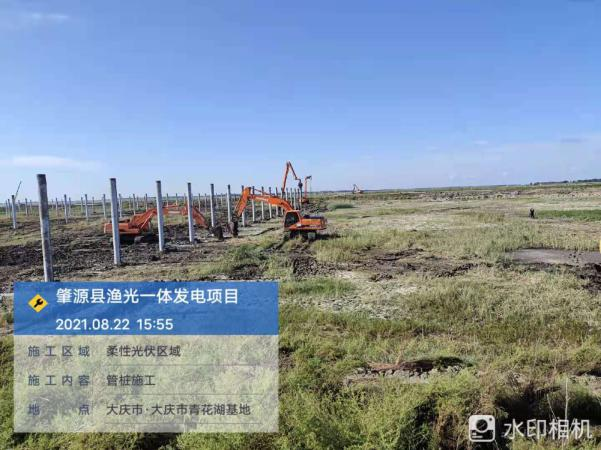 肇源县渔光一体发电项目
2021.08.22 15:55
施工区域 柔性光伏区域
施工内容 管桩施工
地点 大庆市·大庆市青花湖基地
水印相机